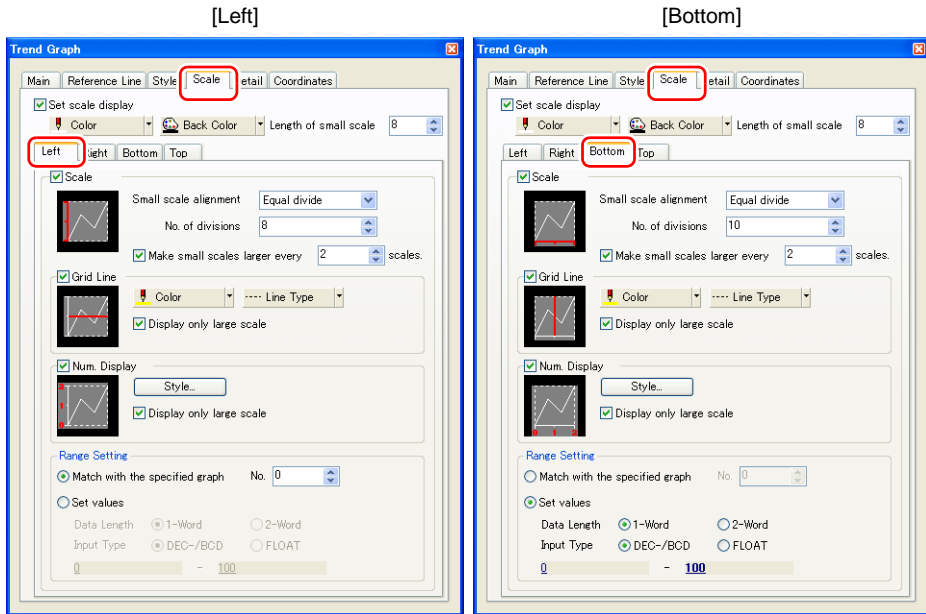 [Left]
Trend Graph
Main Reference Line Style Scale etail Coordinates
Set scale display
Color Back Color Length of small scale 8
Left Right Bottom Top
Scale
Small scale alignment Equal divide
No. of divisions 8
Make small scales larger every 2 scales.
Grid Line
Color ---- Line Type
Display only large scale
Num. Display
2
1
0
Style...
Display only large scale
Range Setting
Match with the specified graph No. 0
Set values
Data Length 1-Word 2-Word
Input Type DEC-/BCD FLOAT
0 - 100
[Bottom]
Trend Graph
Main Reference Line Style Scale etail Coordinates
Set scale display
Color Back Color Length of small scale 8
Left Right Bottom Top
Scale
Small scale alignment Equal divide
No. of divisions 10
Make small scales larger every 2 scales.
Grid Line
Color ---- Line Type
Display only large scale
Num. Display
0 1 2
Style...
Display only large scale
Range Setting
Match with the specified graph No. 0
Set values
Data Length 1-Word 2-Word
Input Type DEC-/BCD FLOAT
0 - 100